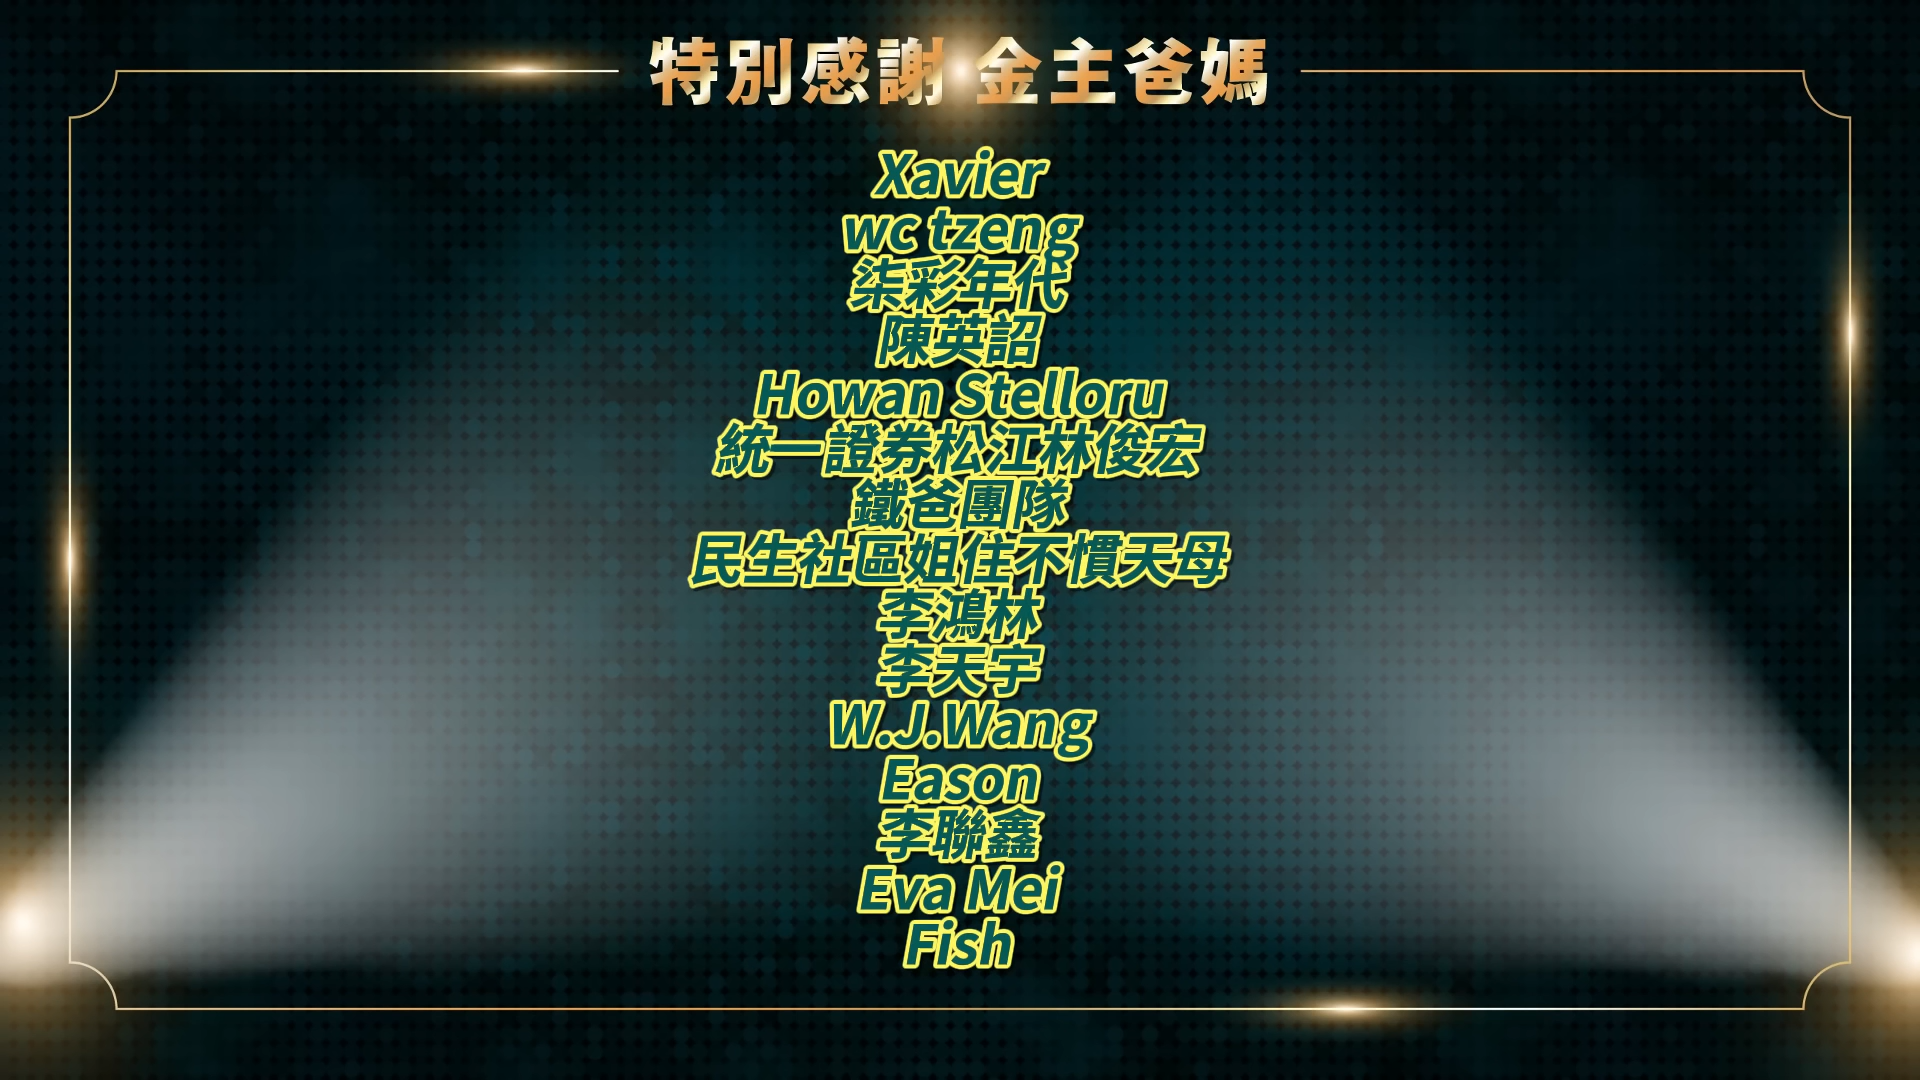 特別感謝 金主爸媽
Xavier
wc tzeng
柒彩年代
陳英詔
Howan Stelloru
統一證券松江林俊宏
鐵爸團隊
民生社區姐住不慣天母
李鴻林
李天宇
W.J.Wang
Eason
李聯鑫
Eva Mei
Fish